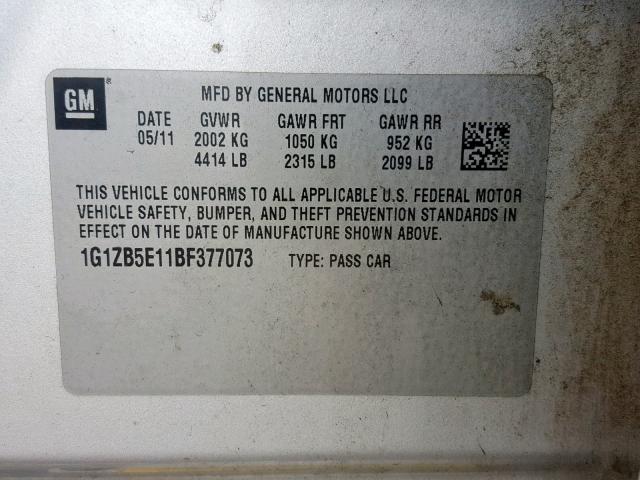 GM ®
MFD BY GENERAL MOTORS LLC
DATE GVWR GAWR FRT GAWR RR
05/11 2002 KG 1050 KG 952 KG
4414 LB 2315 LB 2099 LB
THIS VEHICLE CONFORMS TO ALL APPLICABLE U.S. FEDERAL MOTOR
VEHICLE SAFETY, BUMPER, AND THEFT PREVENTION STANDARDS IN
EFFECT ON THE DATE OF MANUFACTURE SHOWN ABOVE.
1G1ZB5E11BF377073 TYPE: PASS CAR